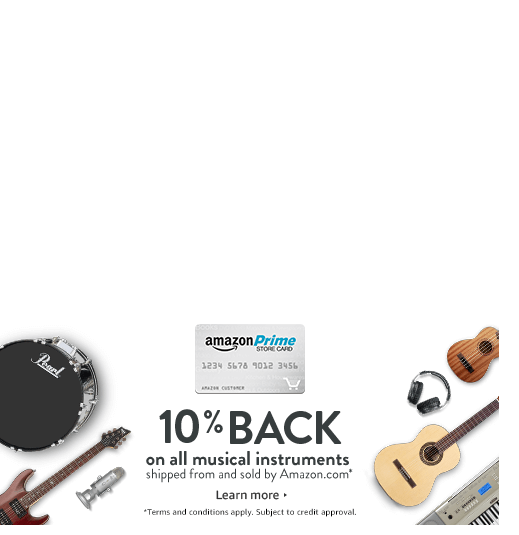 Pearl
amazonPrime
STORE CARD
1234 5678 9012 3456
AMAZON CUSTOMER
10% BACK
on all musical instruments
shipped from and sold by Amazon.com*
Learn more ›
*Terms and conditions apply. Subject to credit approval.